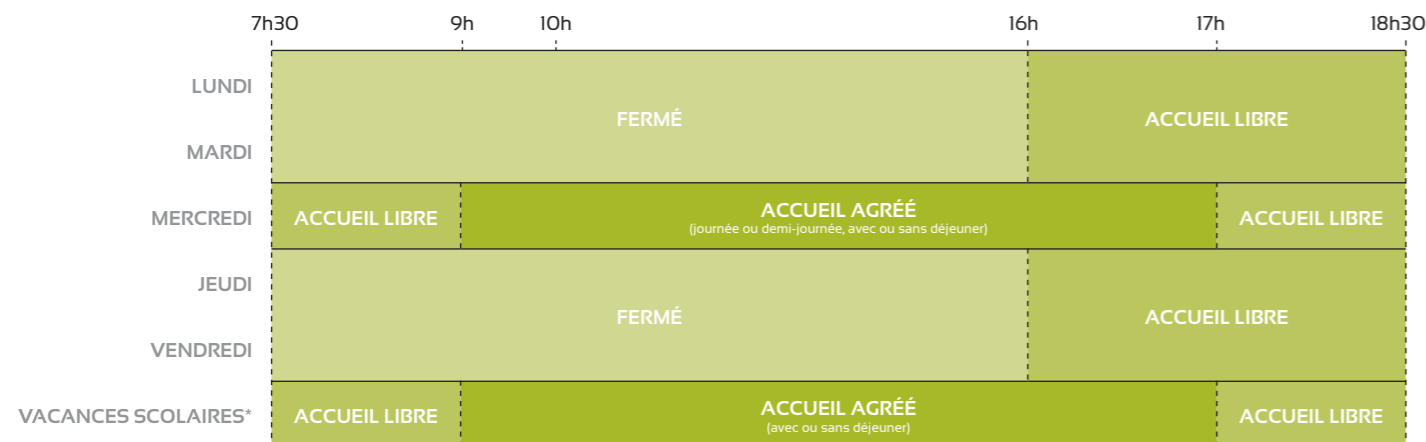 7h30 9h 10h 16h 17h 18h30
LUNDI
FERMÉ ACCUEIL LIBRE
MARDI
MERCREDI ACCUEIL LIBRE ACCUEIL AGRÉÉ ACCUEIL LIBRE
(journée ou demi-journée, avec ou sans déjeuner)
JEUDI
FERMÉ ACCUEIL LIBRE
VENDREDI
VACANCES SCOLAIRES* ACCUEIL LIBRE ACCUEIL AGRÉÉ ACCUEIL LIBRE
(avec ou sans déjeuner)